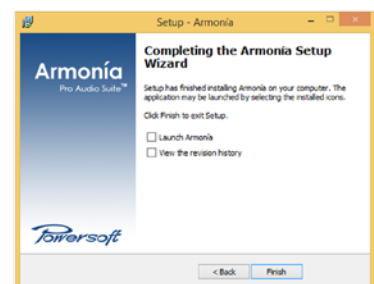 Setup - Armonía
Armonía
Pro Audio Suite™
Completing the Armonía Setup
Wizard
Setup has finished installing Armonía on your computer. The
application may be launched by selecting the installed icons.
Click Finish to exit Setup.
Launch Armonía
View the revision history
Powersoft
< Back
Finish